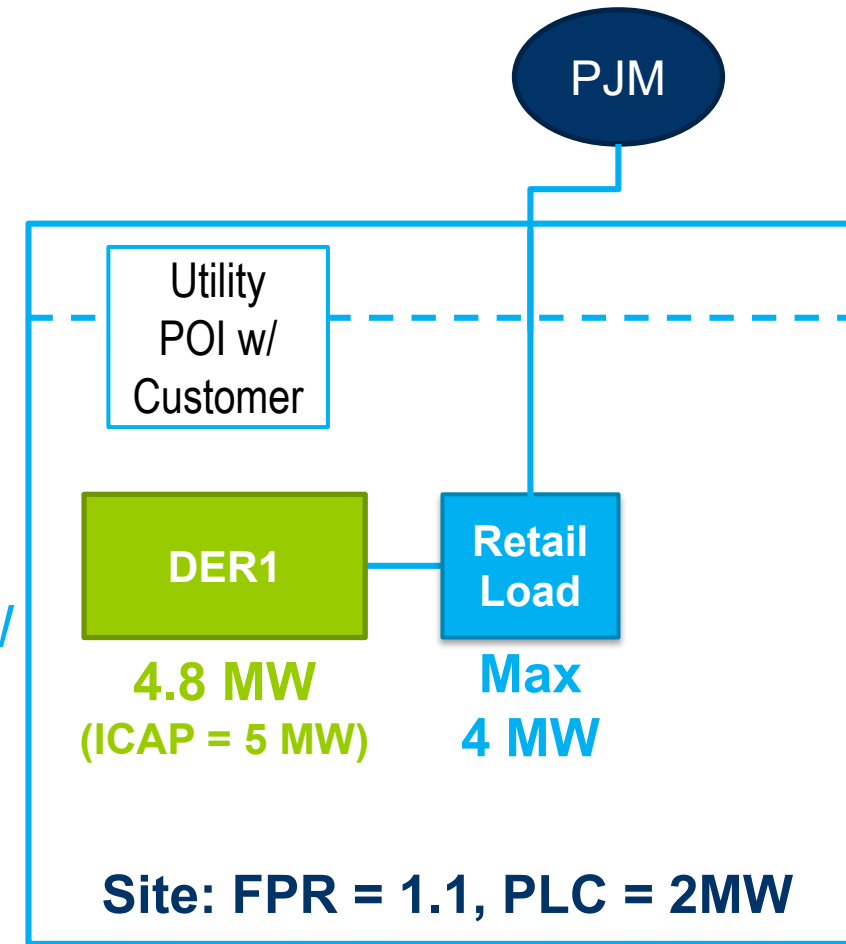 PJM
Utility
POI w/
Customer
DER1
Retail
Load
/
4.8 MW
(ICAP = 5 MW)
Max
4 MW
Site: FPR = 1.1, PLC = 2MW